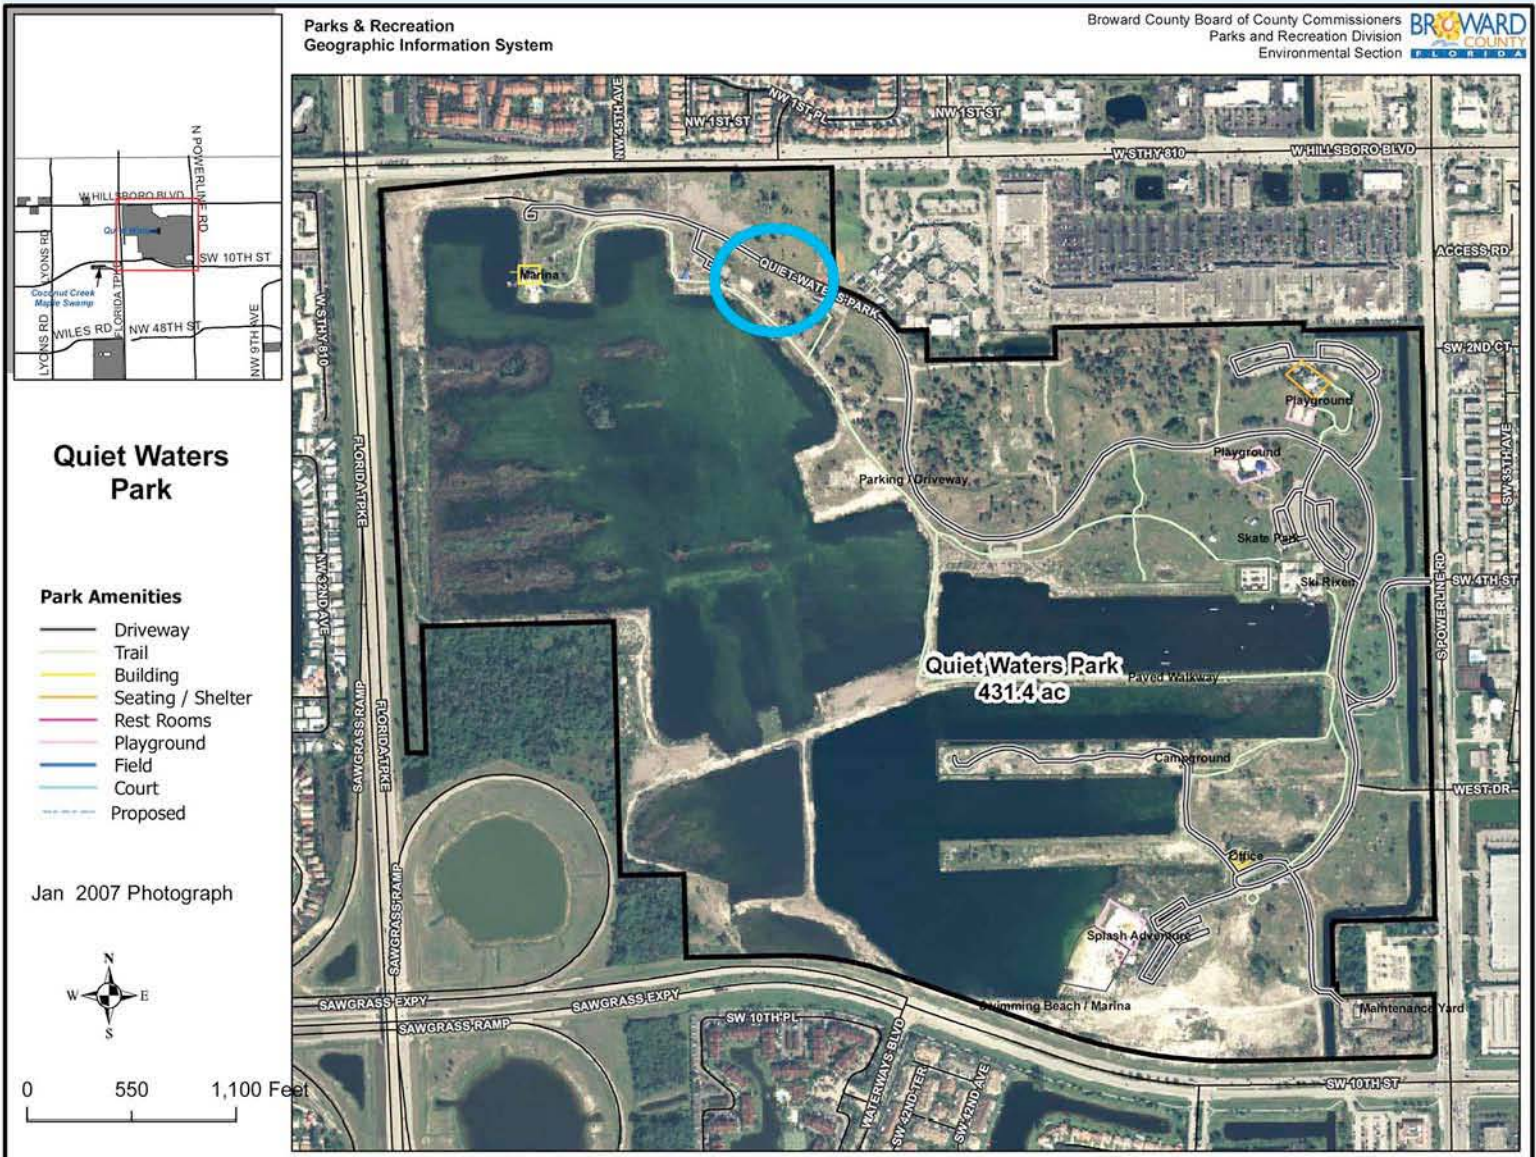 Parks & Recreation
Geographic Information System
Broward County Board of County Commissioners
Parks and Recreation Division
Environmental Section
BROWARD
COUNTY
FLORIDA
N POWERLINE RD
W HILLSBORO BLVD
LYONS RD
SW 10TH ST
Coconut Creek
Maple Swamp
FLORIDA TPKE
WILES RD
NW 48TH ST
LYONS RD
NW 9TH AVE
Quiet Waters
Park
Park Amenities
Driveway
Trail
Building
Seating / Shelter
Rest Rooms
Playground
Field
Court
Proposed
Jan 2007 Photograph
N
W E
S
0 550 1,100 Feet
NW 45TH AVE
NW 1ST ST
NW 1ST PL
NW 1ST ST
W STHY 810
W HILLSBORO BLVD
ACCESS RD
W STHY 810
Marina
QUIET WATERS PARK
SW 2ND CT
Playground
Playground
SW 35TH AVE
FLORIDA TPKE
Parking / Driveway
Skate Park
Ski Rixen
SW 4TH ST
NW 32ND AVE
S POWERLINE RD
Quiet Waters Park
431.4 ac
Paved Walkway
SAWGRASS RAMP
FLORIDA TPKE
Campground
WEST DR
Office
SAWGRASS RAMP
Splash Adventure
SAWGRASS EXPY
SAWGRASS EXPY
SAWGRASS RAMP
Swimming Beach / Marina
Maintenance Yard
SW 10TH PL
WATERWAYS BLVD
SW 42ND TER
SW 42ND AVE
SW 10TH ST